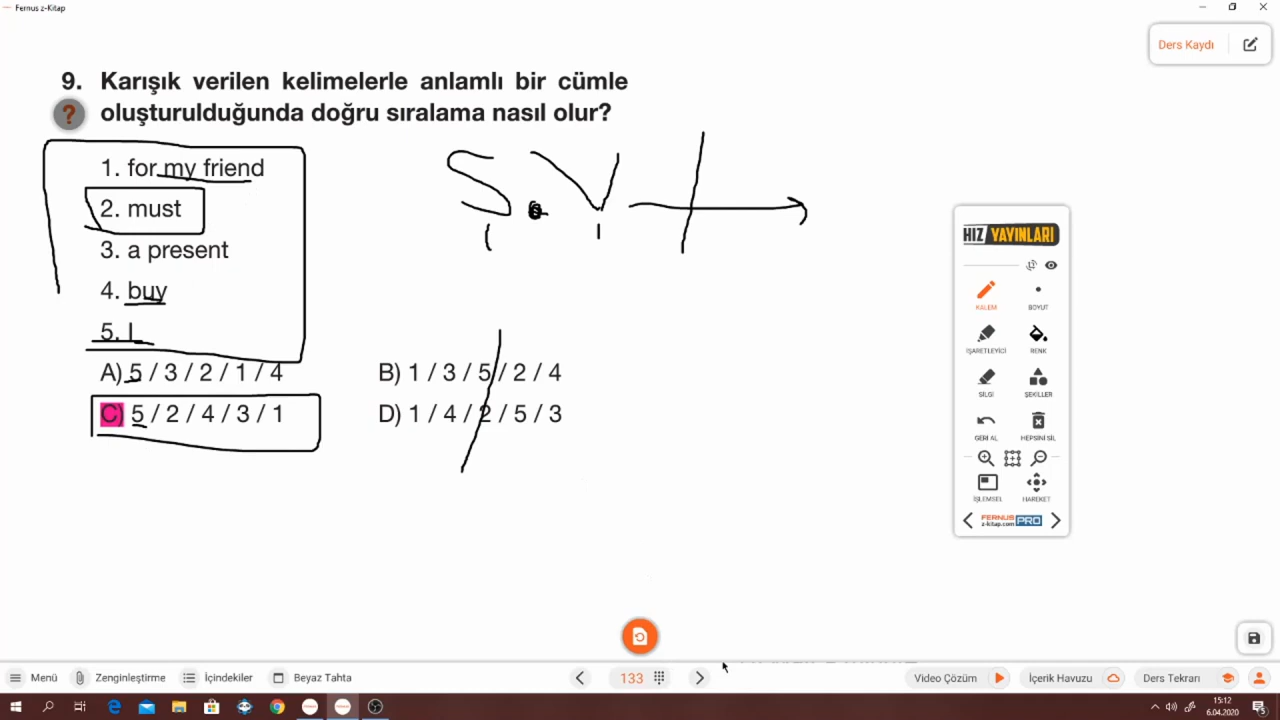 Fernus z-Kitap
Ders Kaydı
9. Karışık verilen kelimelerle anlamlı bir cümle
? oluşturulduğunda doğru sıralama nasıl olur?
1. for my friend
2. must
3. a present
4. buy
5. I
A) 5 / 3 / 2 / 1 / 4
B) 1 / 3 / 5 / 2 / 4
C) 5 / 2 / 4 / 3 / 1
D) 1 / 4 / 2 / 5 / 3
S. V
HIZ YAYINLARI
KALEM
BOYUT
İŞARETLEYİCİ
RENK
SİLGİ
ŞEKİLLER
GERİ AL
HEPSİNİ SİL
İŞLEMSEL
HAREKET
FERNUS
z-kitap.com PRO
Menü
Zenginleştirme
İçindekiler
Beyaz Tahta
133
Video Çözüm
İçerik Havuzu
Ders Tekrarı
15:12
6.04.2020
5